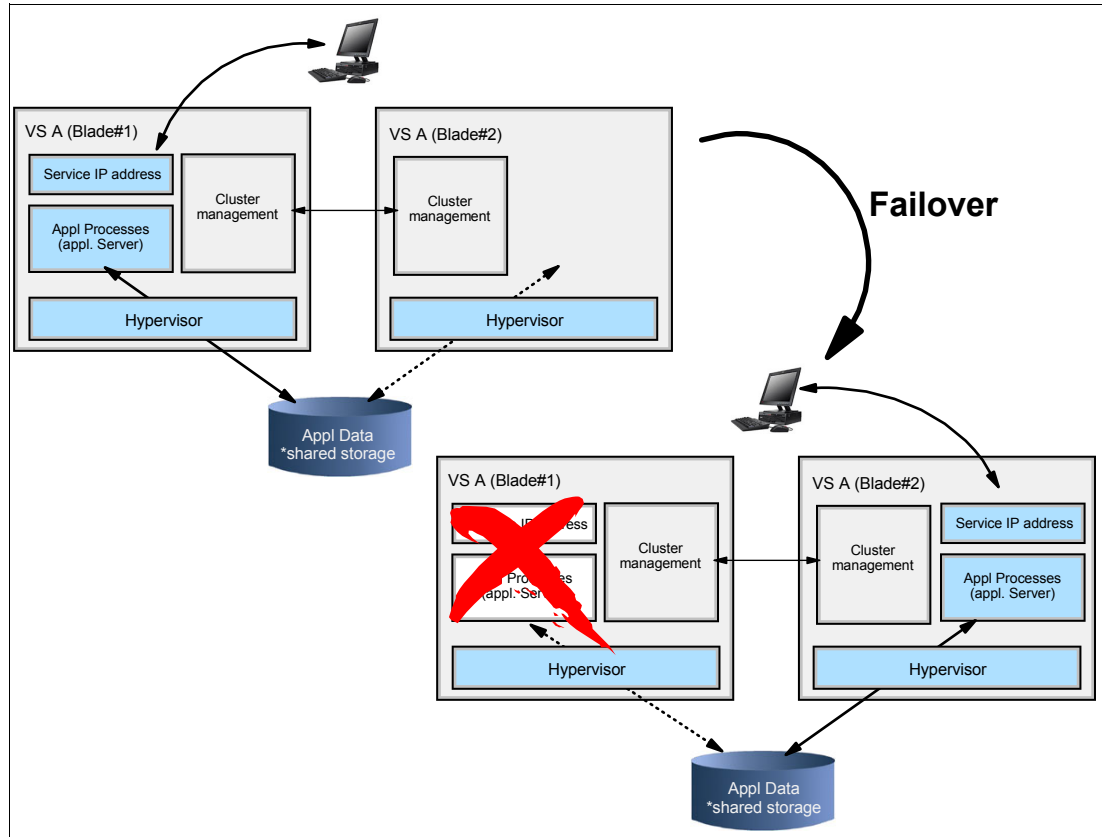 VS A (Blade#1)
Service IP address
Appl Processes
(appl. Server)
Cluster
management
Hypervisor
VS A (Blade#2)
Cluster
management
Hypervisor
Failover
Appl Data
*shared storage
VS A (Blade#1)
Cluster
management
Hypervisor
VS A (Blade#2)
Cluster
management
Service IP address
Appl Processes
(appl. Server)
Hypervisor
Appl Data
*shared storage